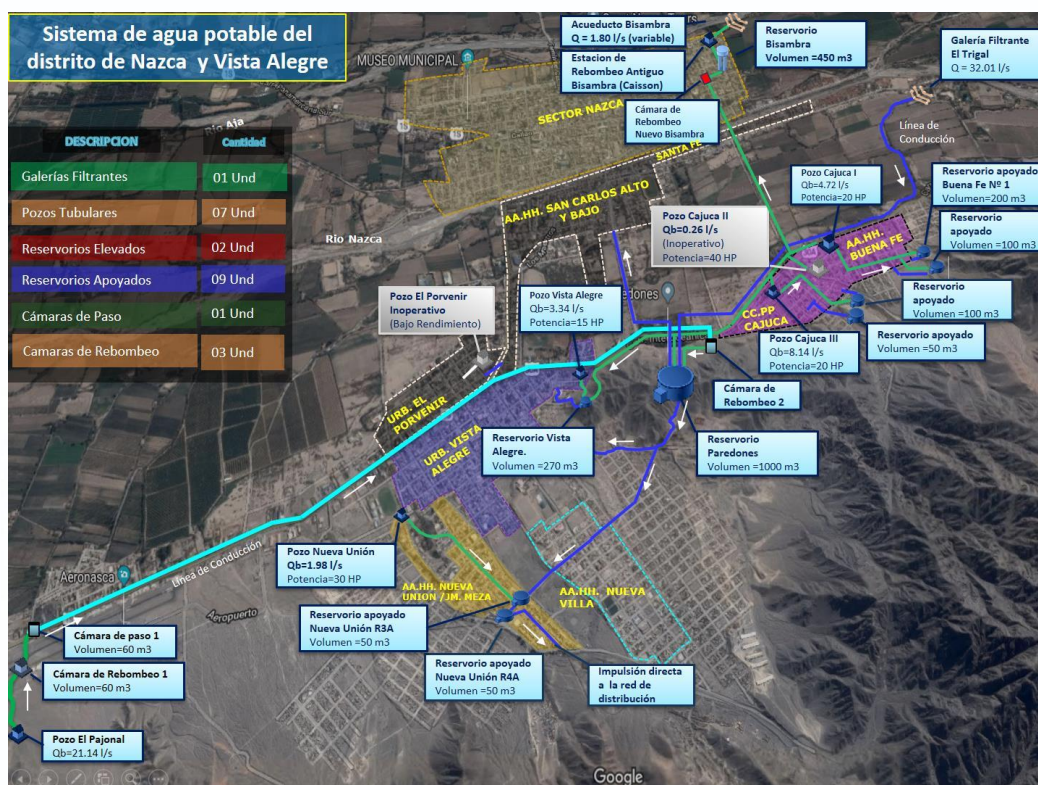 Sistema de agua potable del
distrito de Nazca y Vista Alegre
DESCRIPCION
Cantidad
Galerías Filtrantes
01 Und
Pozos Tubulares
07 Und
Reservorios Elevados
02 Und
Reservorios Apoyados
09 Und
Cámaras de Paso
01 Und
Camaras de Rebombeo
03 Und
MUSEO MUNICIPAL
Rio Aja
15
15
SECTOR NAZCA
Acueducto Bisambra
Q = 1.80 l/s (variable)
Estacion de
Rebombeo Antiguo
Bisambra (Caisson)
Reservorio
Bisambra
Volumen =450 m3
Galería Filtrante
El Trigal
Q = 32.01 l/s
Cámara de
Rebombeo
Nuevo Bisambra
Línea de
Conducción
SANTA FE
AA.HH. SAN CARLOS ALTO
Y BAJO
Rio Nazca
Pozo Cajuca I
Qb=4.72 l/s
Potencia=20 HP
Reservorio apoyado
Buena Fe Nº 1
Volumen=200 m3
Reservorio
apoyado
Volumen =100 m3
Pozo Cajuca II
Qb=0.26 l/s
(Inoperativo)
Potencia=40 HP
AA.HH.
BUENA FE
CC.PP
CAJUCA
Reservorio
apoyado
Volumen =100 m3
Reservorio apoyado
Volumen =50 m3
Pozo El Porvenir
Inoperativo
(Bajo Rendimiento)
Pozo Vista Alegre
Qb=3.34 l/s
Potencia=15 HP
Pozo Cajuca III
Qb=8.14 l/s
Potencia=20 HP
Cámara de
Rebombeo 2
URB. EL
PORVENIR
URB. VISTA
ALEGRE
Reservorio Vista
Alegre.
Volumen =270 m3
Reservorio
Paredones
Volumen =1000 m3
Pozo Nueva Unión
Qb=1.98 l/s
Potencia=30 HP
Línea de Conducción
Aeronasca
Aeropuerto
AA.HH. NUEVA
UNION /JM. MEZA
AA.HH. NUEVA
VILLA
Reservorio apoyado
Nueva Unión R3A
Volumen =50 m3
Reservorio apoyado
Nueva Unión R4A
Volumen =50 m3
Impulsión directa
a la red de
distribución
Cámara de paso 1
Volumen=60 m3
Cámara de Rebombeo 1
Volumen=60 m3
Pozo El Pajonal
Qb=21.14 l/s
Google